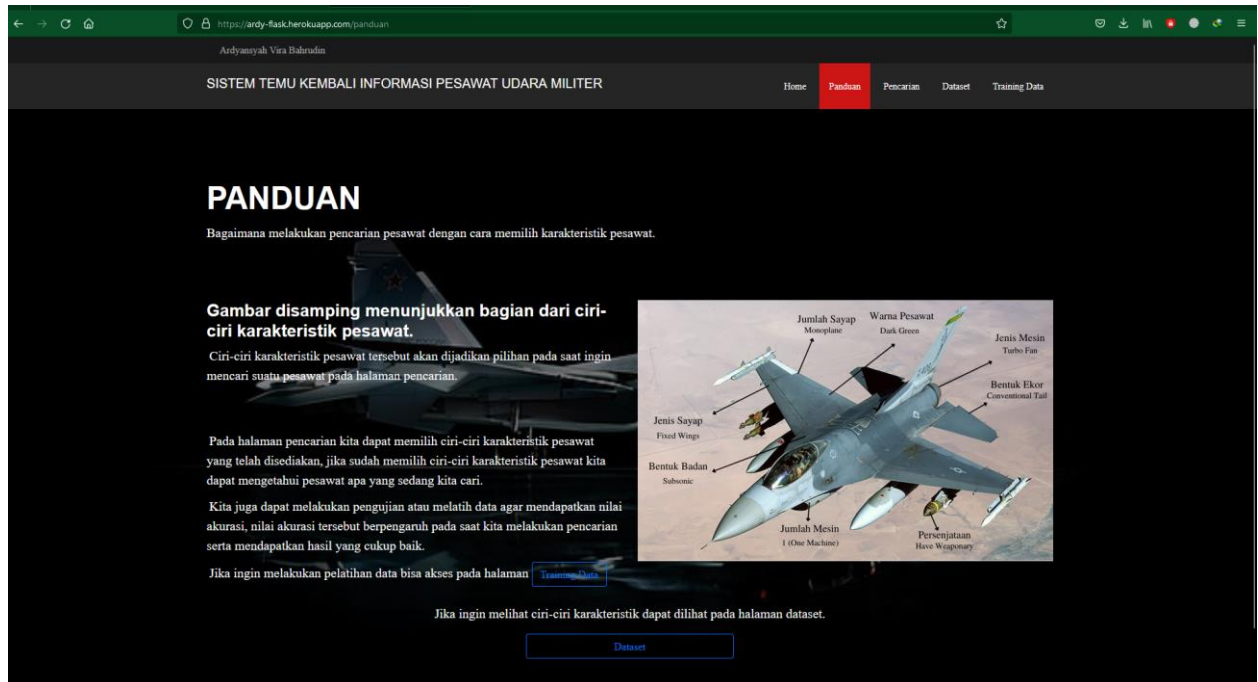 https://ardy-flask.herokuapp.com/panduan
Ardyansyah Vira Bahrudin
SISTEM TEMU KEMBALI INFORMASI PESAWAT UDARA MILITER
Home Panduan Pencarian Dataset Training Data
PANDUAN
Bagaimana melakukan pencarian pesawat dengan cara memilih karakteristik pesawat.
Gambar disamping menunjukkan bagian dari ciri-
ciri karakteristik pesawat.
Ciri-ciri karakteristik pesawat tersebut akan dijadikan pilihan pada saat ingin
mencari suatu pesawat pada halaman pencarian.
Pada halaman pencarian kita dapat memilih ciri-ciri karakteristik pesawat
yang telah disediakan, jika sudah memilih ciri-ciri karakteristik pesawat kita
dapat mengetahui pesawat apa yang sedang kita cari.
Kita juga dapat melakukan pengujian atau melatih data agar mendapatkan nilai
akurasi, nilai akurasi tersebut berpengaruh pada saat kita melakukan pencarian
serta mendapatkan hasil yang cukup baik.
Jika ingin melakukan pelatihan data bisa akses pada halaman Training Data
Jumlah Sayap
Monoplane
Warna Pesawat
Dark Green
Jenis Mesin
Turbo Fan
Bentuk Ekor
Conventional Tail
Jenis Sayap
Fixed Wings
Bentuk Badan
Subsonic
Jumlah Mesin
1 (One Machine)
Persenjataan
Have Weaponary
Jika ingin melihat ciri-ciri karakteristik dapat dilihat pada halaman dataset.
Dataset